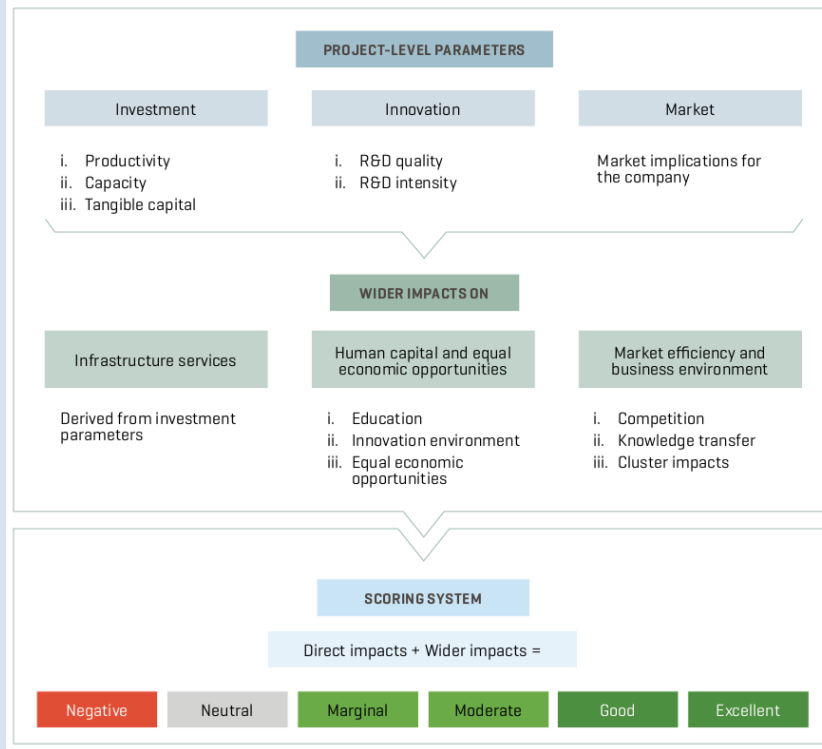 PROJECT-LEVEL PARAMETERS
Investment
Innovation
Market
i. Productivity
ii. Capacity
iii. Tangible capital
i. R&D quality
ii. R&D intensity
Market implications for
the company
WIDER IMPACTS ON
Infrastructure services
Human capital and equal
economic opportunities
Market efficiency and
business environment
Derived from investment
parameters
i. Education
ii. Innovation environment
iii. Equal economic
opportunities
i. Competition
ii. Knowledge transfer
iii. Cluster impacts
SCORING SYSTEM
Direct impacts + Wider impacts =
Negative
Neutral
Marginal
Moderate
Good
Excellent